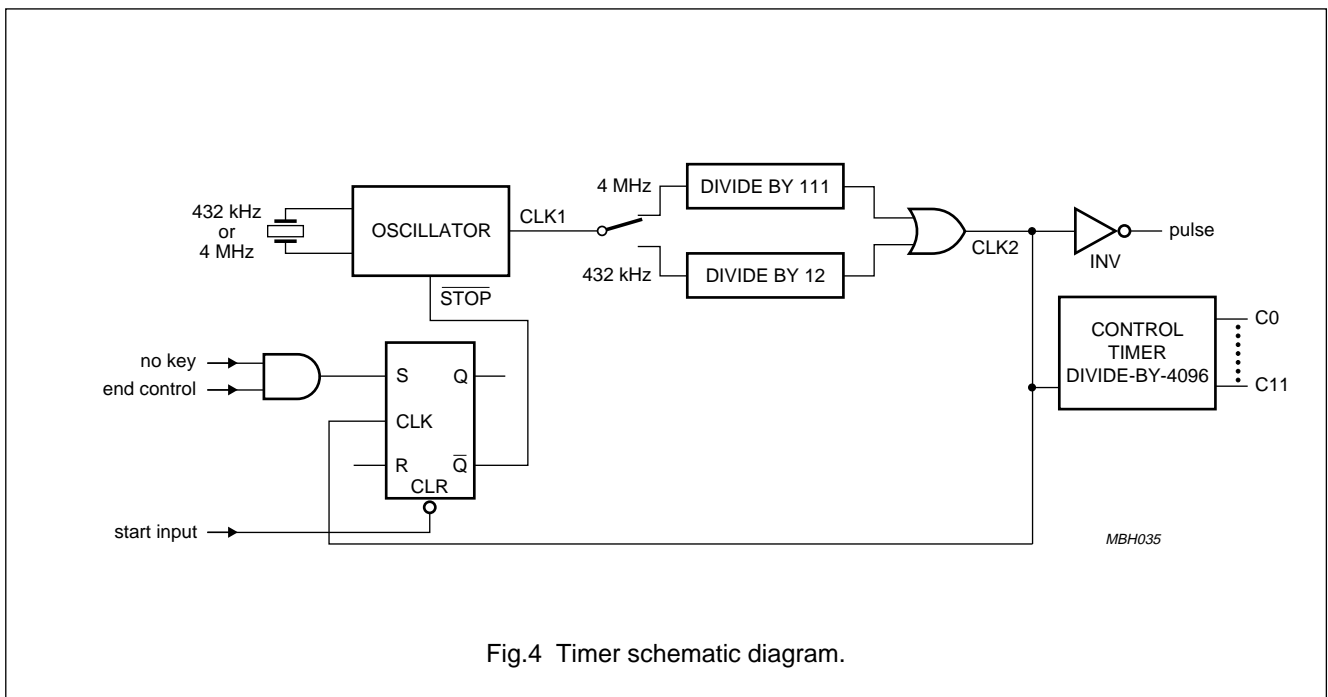 432 kHz
or
4 MHz
OSCILLATOR
CLK1
STOP
4 MHz
432 kHz
DIVIDE BY 111
DIVIDE BY 12
CLK2
INV
pulse
CONTROL
TIMER
DIVIDE-BY-4096
C0
C11
no key
end control
S
Q
CLK
R
Q
CLR
start input
MBH035
Fig.4 Timer schematic diagram.